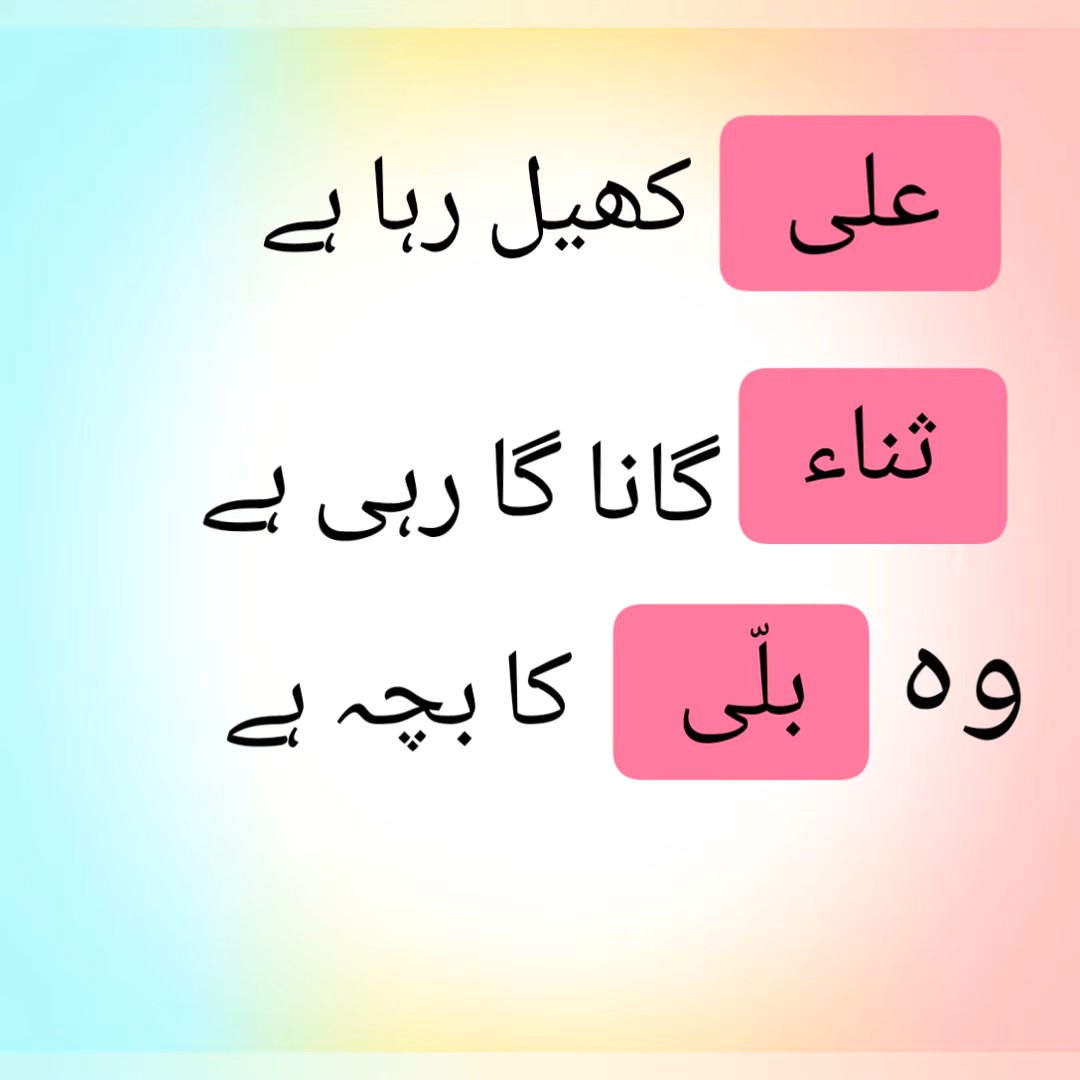 علی کھیل رہا ہے
ثناء گانا گا رہی ہے
وہ بلّی کا بچہ ہے